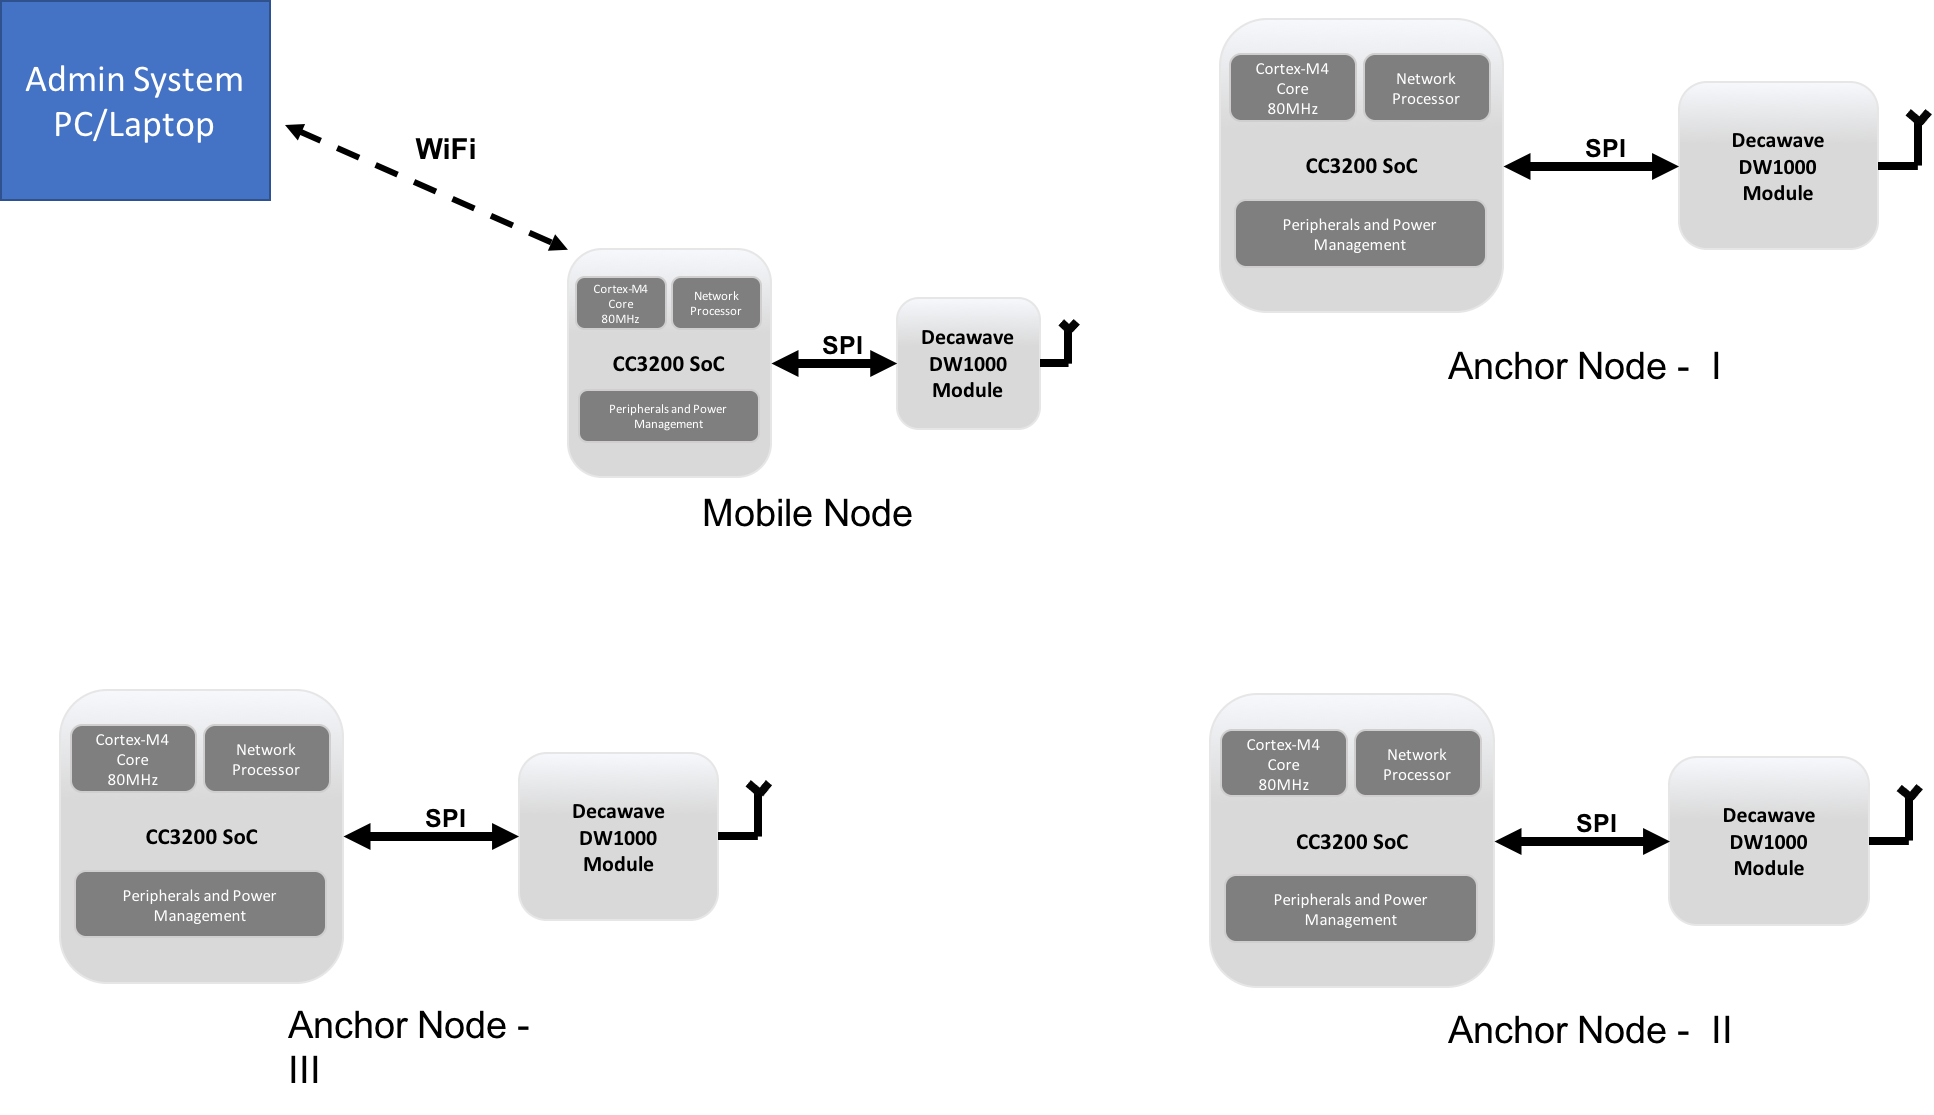 Admin System
PC/Laptop
WiFi
Cortex-M4
Core
80MHz
Network
Processor
CC3200 SoC
Peripherals and Power
Management
SPI
Decawave
DW1000
Module
Anchor Node -  I
Cortex-M4
Core
80MHz
Network
Processor
CC3200 SoC
Peripherals and Power
Management
SPI
Decawave
DW1000
Module
Mobile Node
Cortex-M4
Core
80MHz
Network
Processor
CC3200 SoC
Peripherals and Power
Management
SPI
Decawave
DW1000
Module
Anchor Node -
III
Cortex-M4
Core
80MHz
Network
Processor
CC3200 SoC
Peripherals and Power
Management
SPI
Decawave
DW1000
Module
Anchor Node -  II